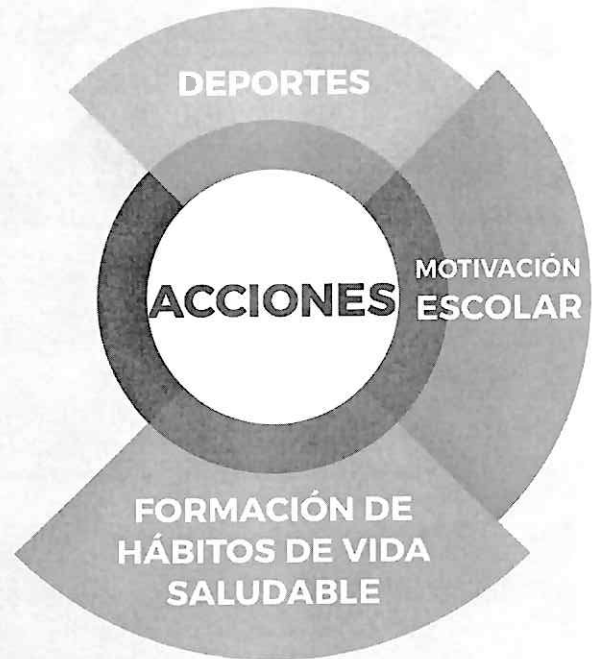 DEPORTES
MOTIVACIÓN
ESCOLAR
ACCIONES
FORMACIÓN DE
HÁBITOS DE VIDA
SALUDABLE